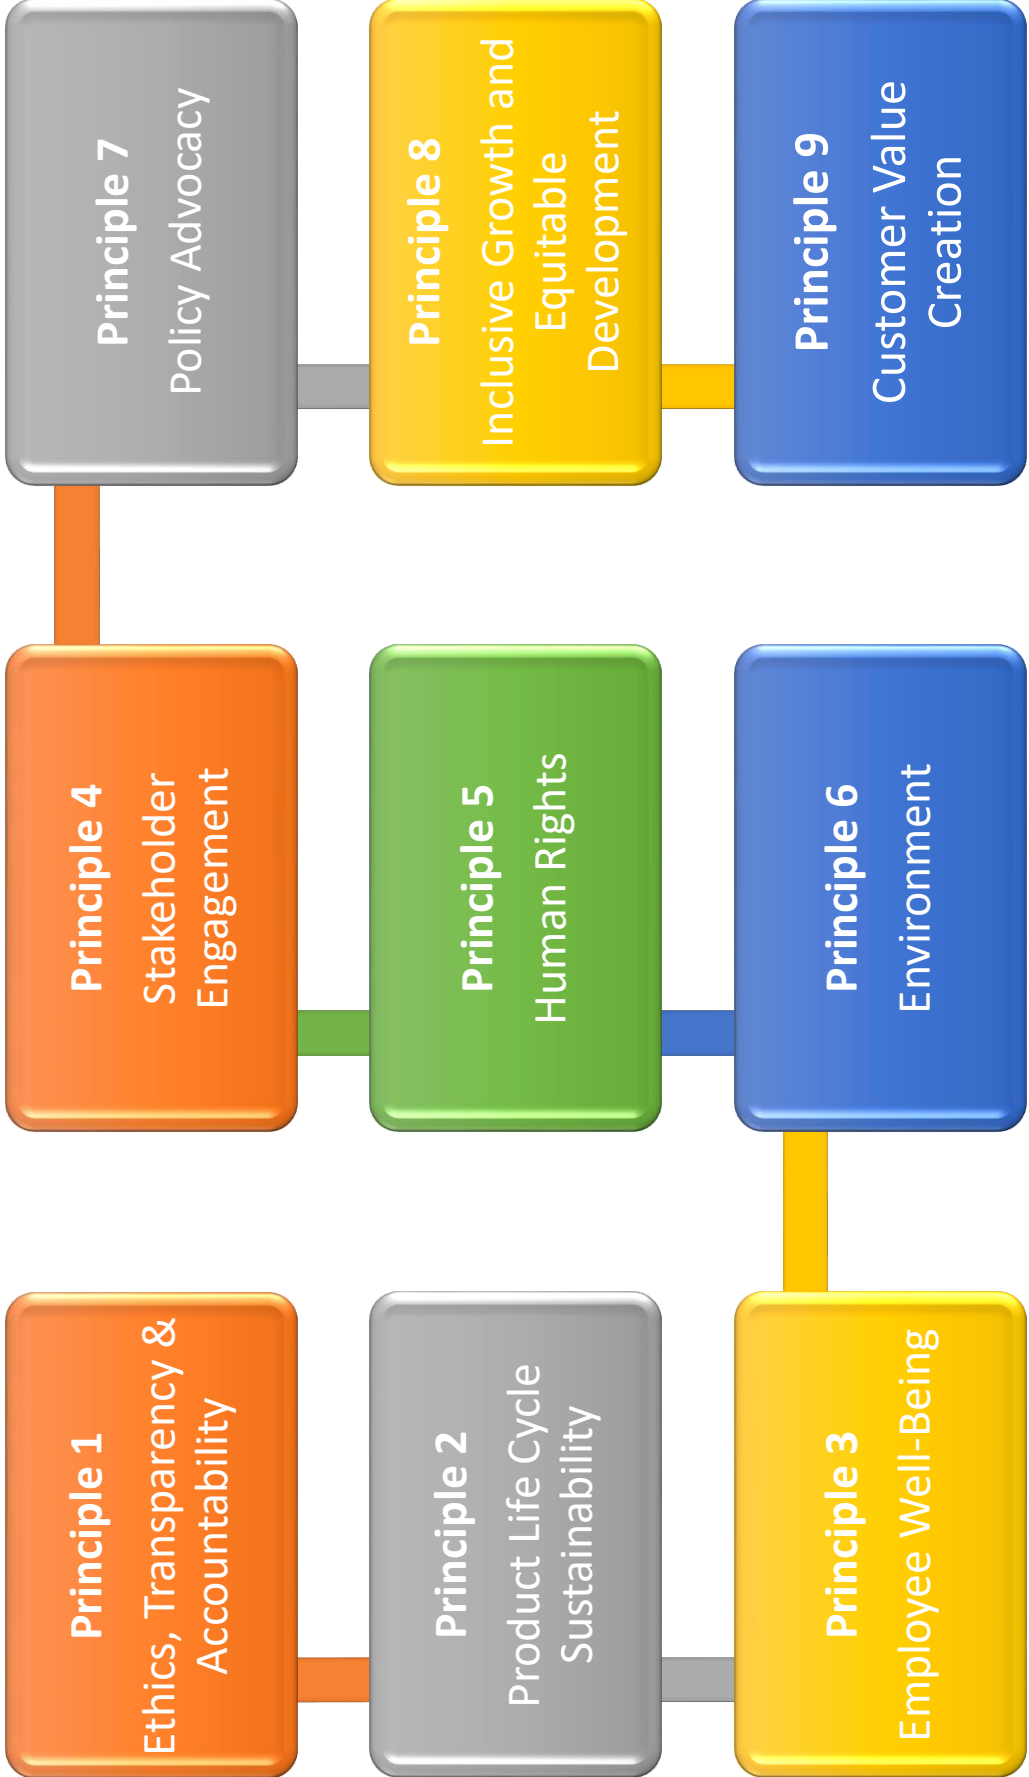 Principle 1
Ethics, Transparency &
Accountability
Principle 2
Product Life Cycle
Sustainability
Principle 3
Employee Well-Being
Principle 4
Stakeholder
Engagement
Principle 5
Human Rights
Principle 6
Environment
Principle 7
Policy Advocacy
Principle 8
Inclusive Growth and
Equitable
Development
Principle 9
Customer Value
Creation